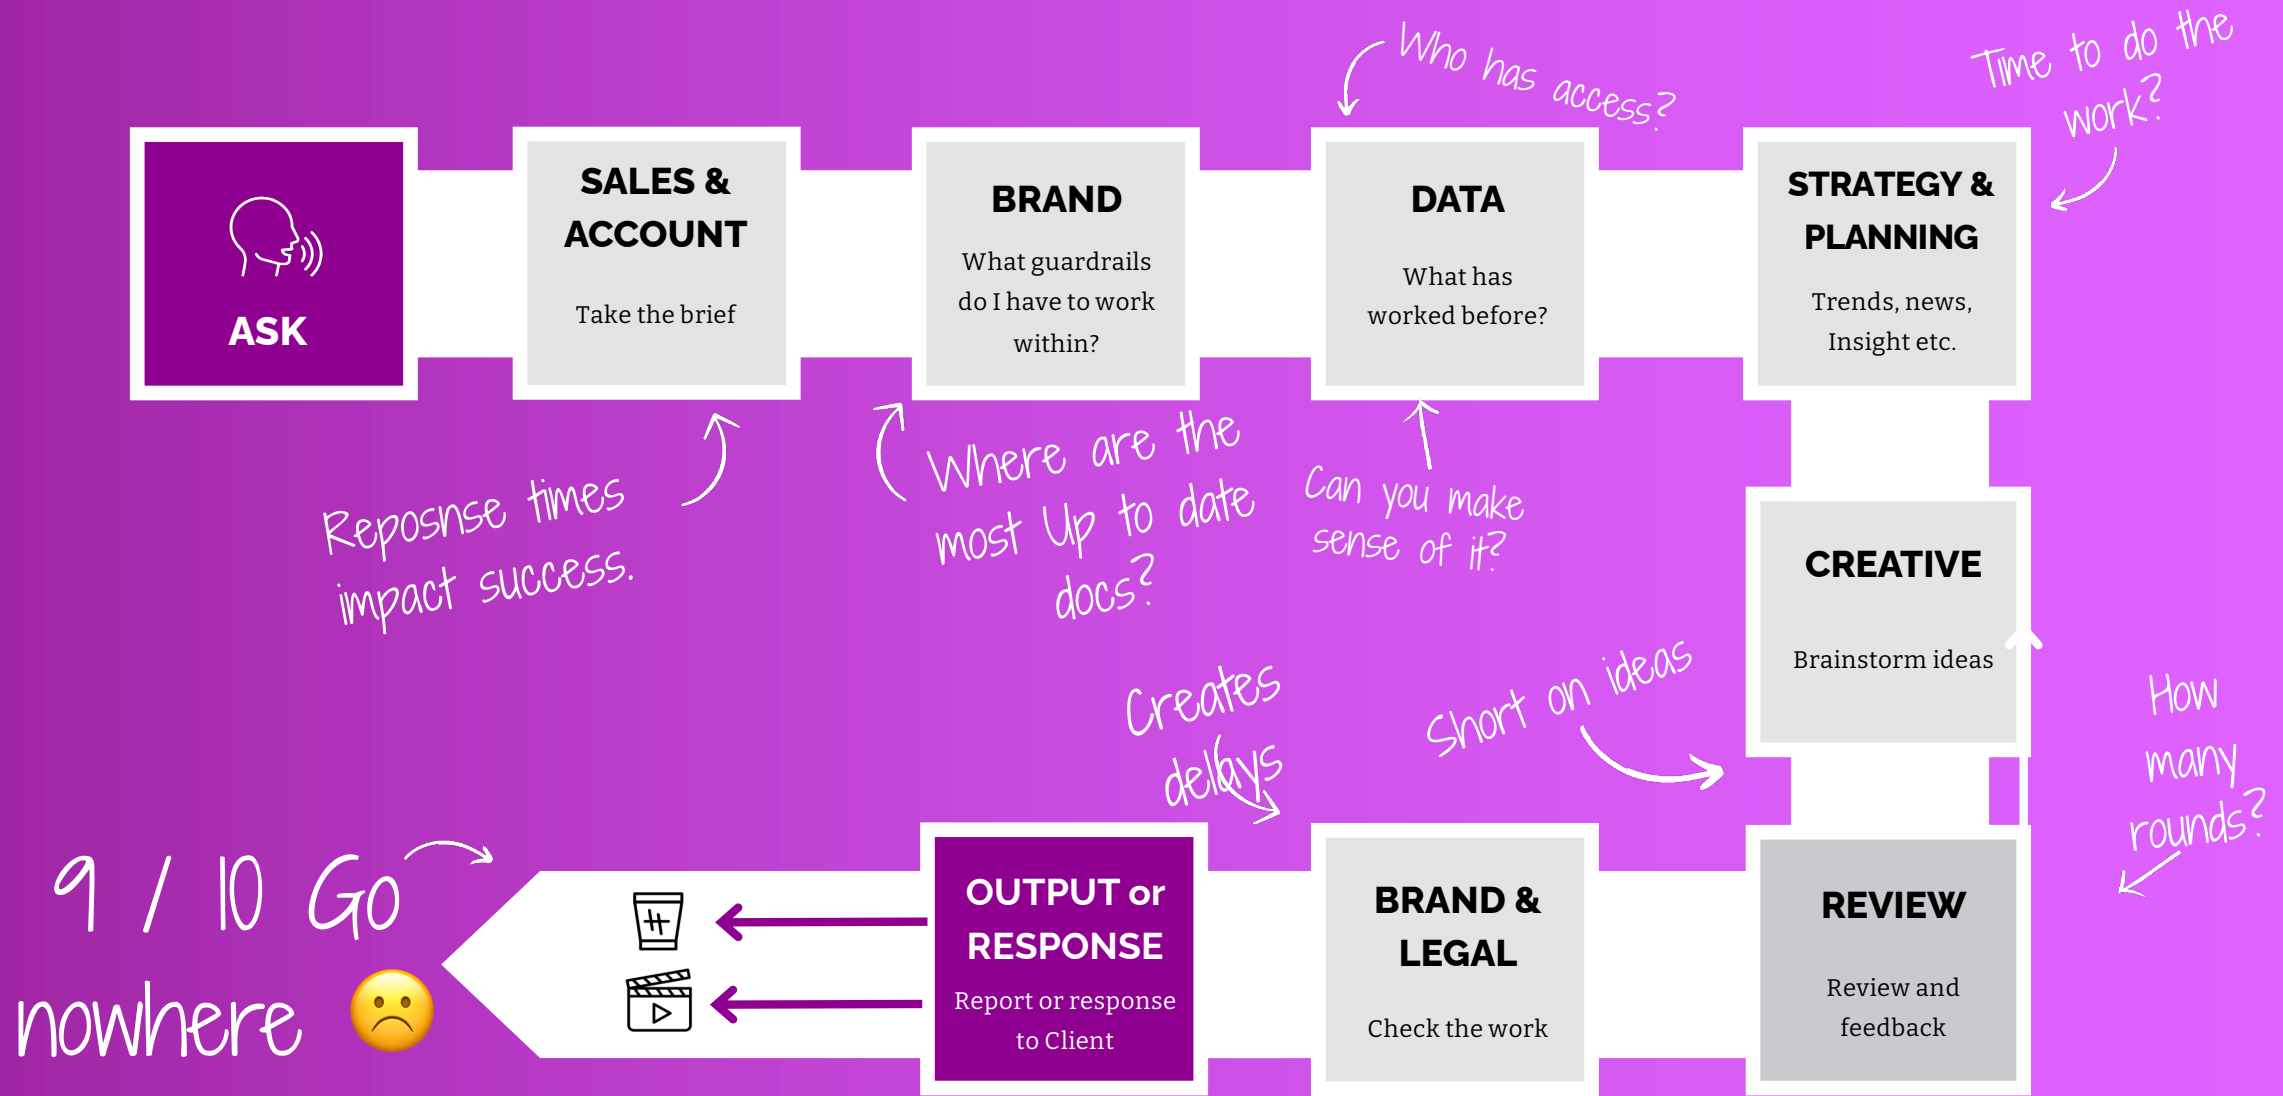 Who has access?
Time to do the
work?
ASK
SALES &
ACCOUNT
Take the brief
BRAND
What guardrails
do I have to work
within?
DATA
What has
worked before?
STRATEGY &
PLANNING
Trends, news,
Insight etc.
Reposnse times
impact success.
Where are the
most Up to date
docs?
Can you make
sense of it?
CREATIVE
Brainstorm ideas
Creates
delays
Short on ideas
How
many
rounds?
9 / 10 Go
nowhere
#
OUTPUT or
RESPONSE
Report or response
to Client
BRAND &
LEGAL
Check the work
REVIEW
Review and
feedback